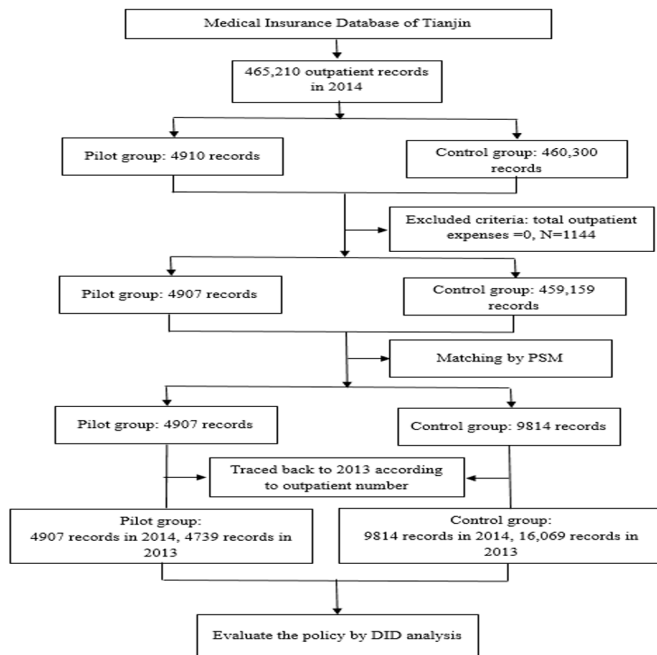 Medical Insurance Database of Tianjin
465,210 outpatient records
in 2014
Pilot group: 4910 records
Control group: 460,300
records
Excluded criteria: total outpatient
expenses =0, N=1144
Pilot group: 4907 records
Control group: 459,159
records
Matching by PSM
Pilot group: 4907 records
Control group: 9814 records
Traced back to 2013 according
to outpatient number
Pilot group:
4907 records in 2014, 4739 records in
2013
Control group:
9814 records in 2014, 16,069 records in
2013
Evaluate the policy by DID analysis